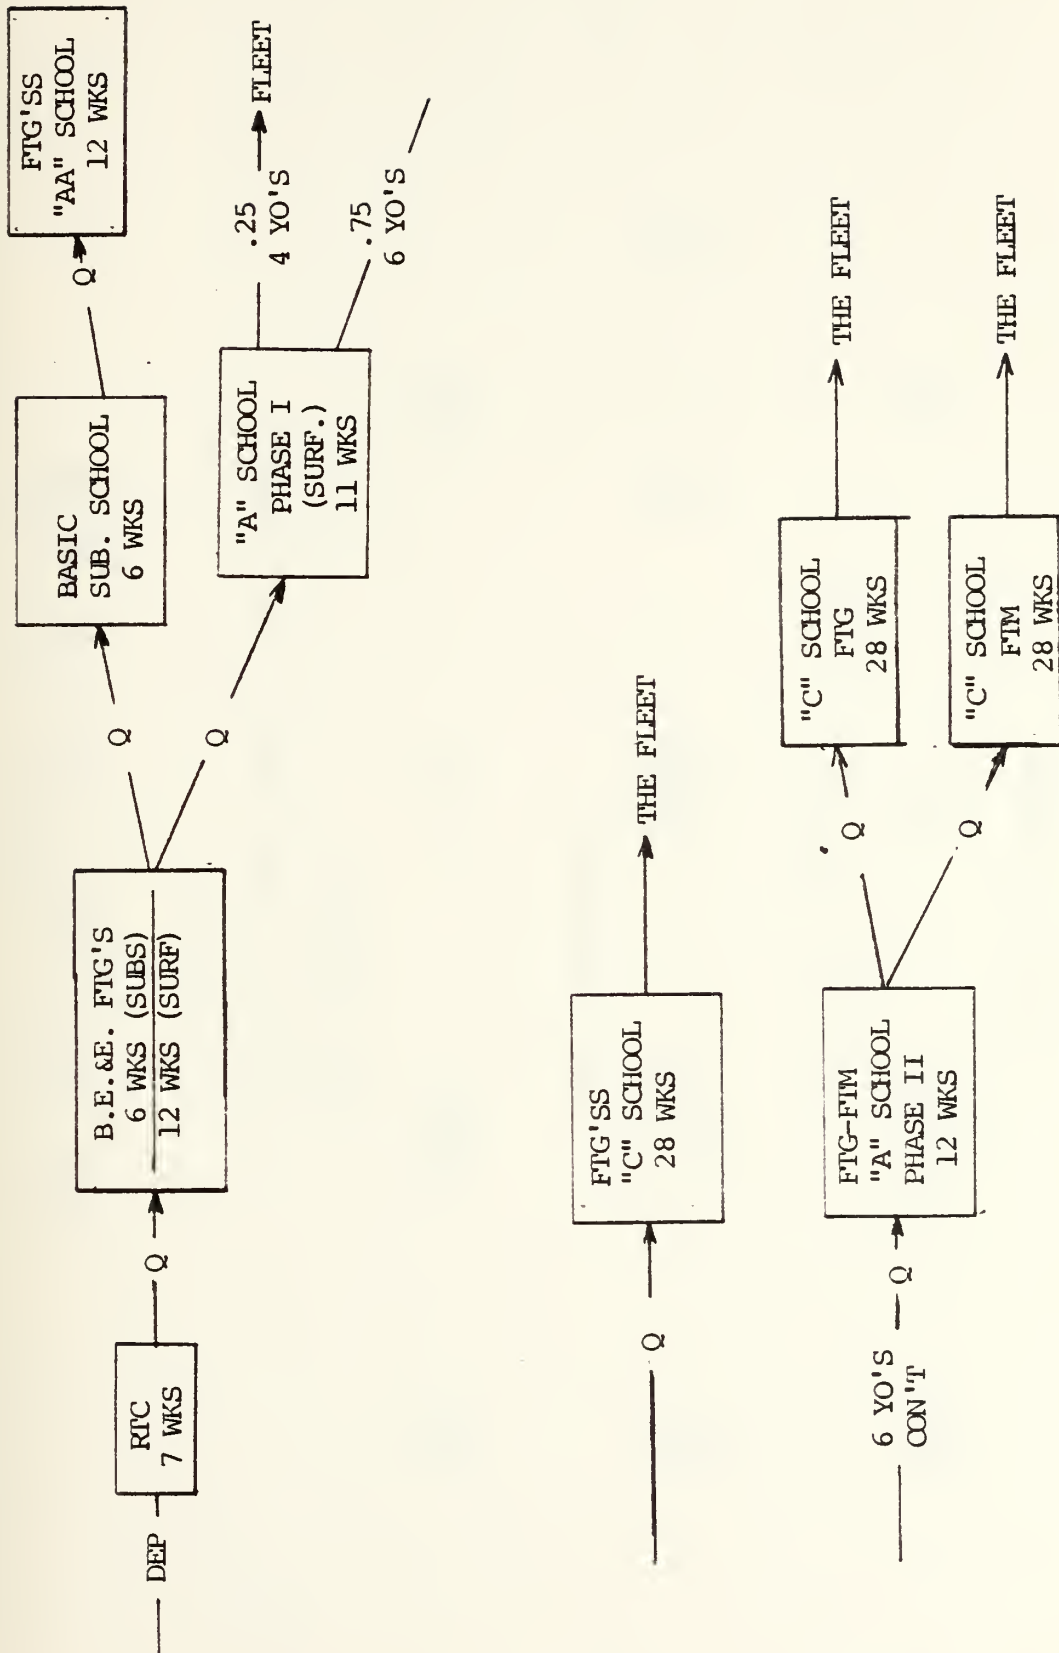 DEP
RTC
7 WKS
Q
B.E.&E. FTG'S
6 WKS (SUBS)
12 WKS (SURF)
Q
BASIC
SUB. SCHOOL
6 WKS
Q
FTG'SS
"AA" SCHOOL
12 WKS
Q
"A" SCHOOL
PHASE I
(SURF.)
11 WKS
.25
4 YO'S
FLEET
.75
6 YO'S
Q
FTG'SS
"C" SCHOOL
28 WKS
THE FLEET
6 YO'S
CON'T
Q
FTG-FTM
"A" SCHOOL
PHASE II
12 WKS
Q
"C" SCHOOL
FTG
28 WKS
THE FLEET
Q
"C" SCHOOL
FTM
28 WKS
THE FLEET